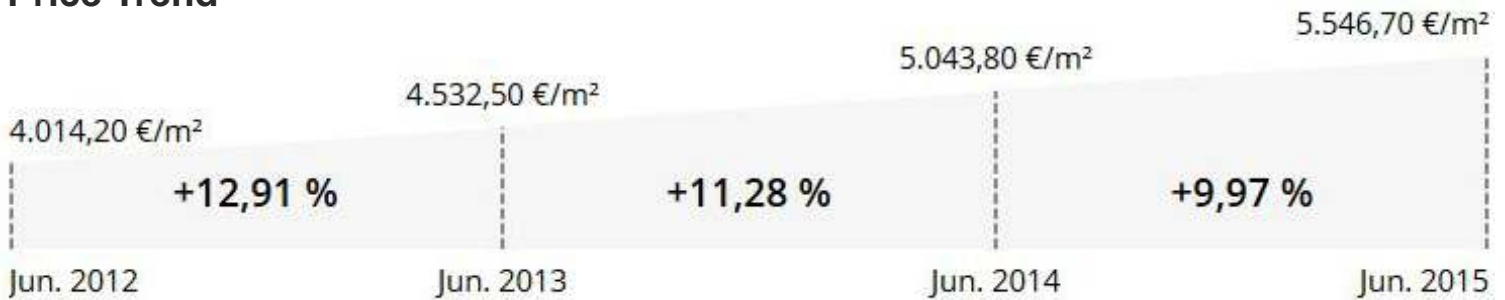 Price Trend
5.546,70 €/m²
5.043,80 €/m²
4.532,50 €/m²
4.014,20 €/m²
+12,91 % +11,28 % +9,97 %
Jun. 2012 Jun. 2013 Jun. 2014 Jun. 2015